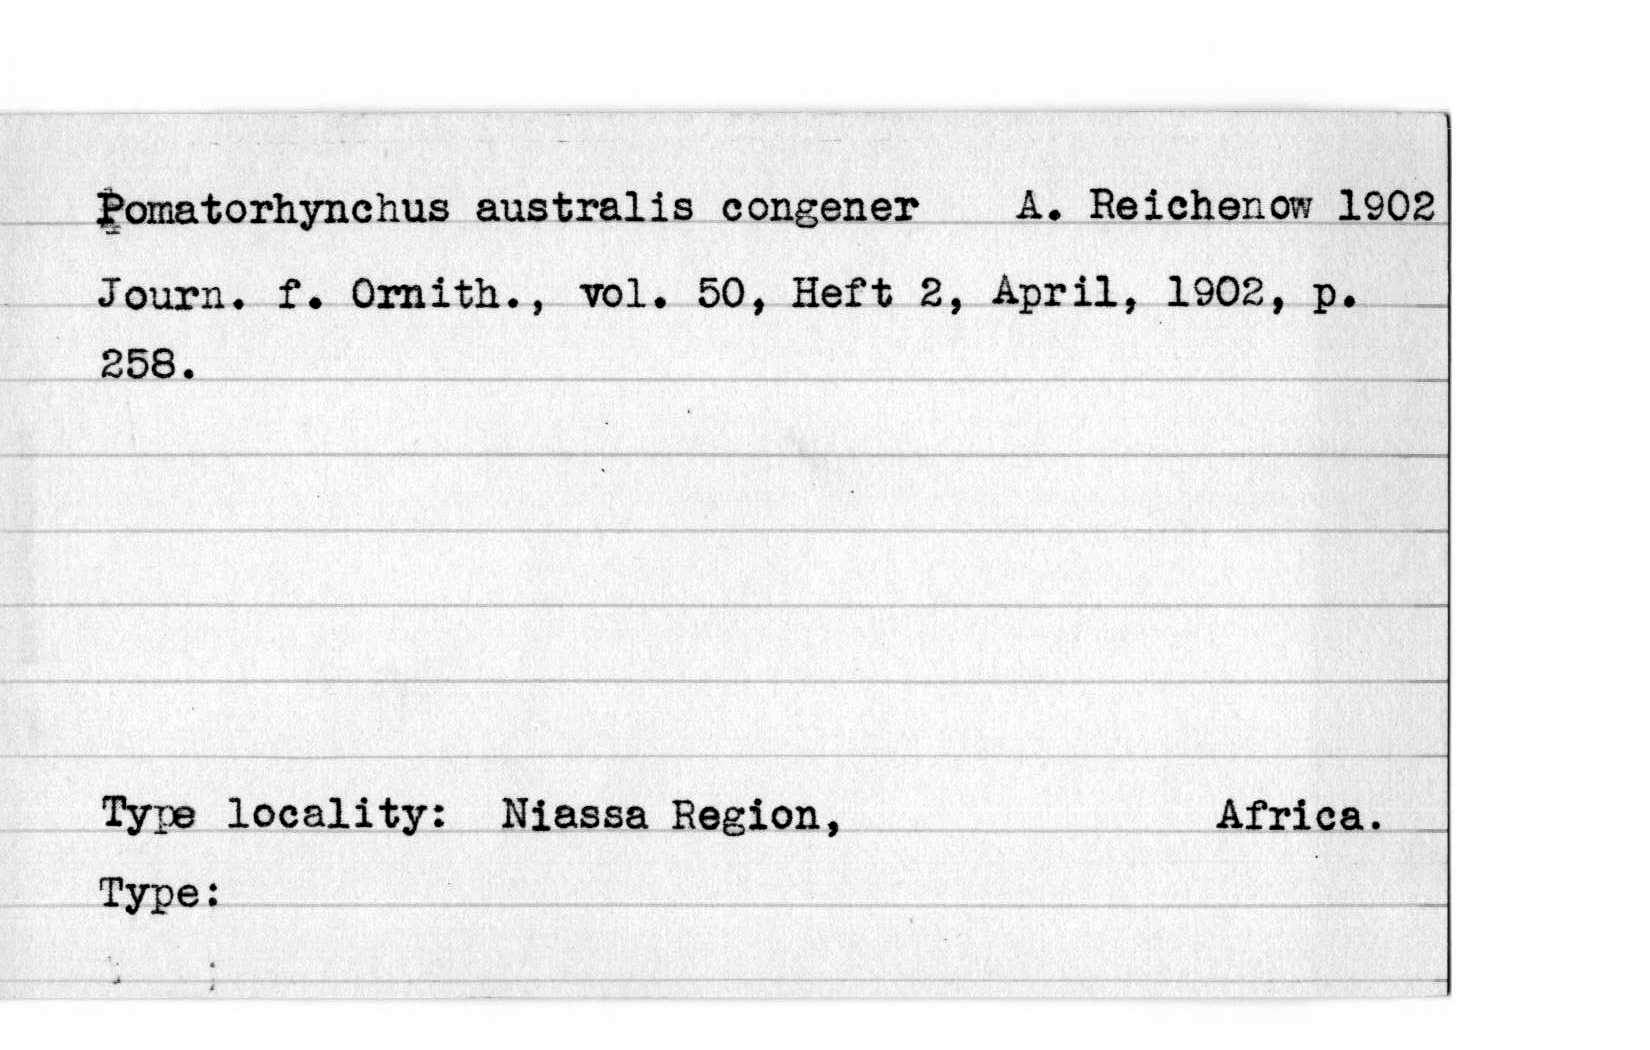 Pomatorhynchus australis congener A. Reichenow 1902
Journ. f. Ornith., vol. 50, Heft 2, April, 1902, p.
258.
Type locality: Niassa Region, Africa.
Type: